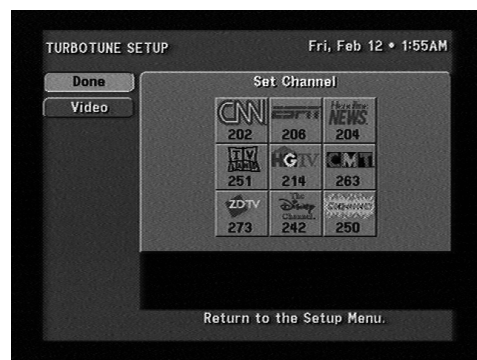 TURBOTUNE SETUP
Fri, Feb 12 • 1:55AM
Done
Video
Set Channel
CNN
202
ESPN
206
Headline
NEWS.
204
TV
LAND
251
HGTV
214
CMT
263
ZDTV
273
The
Disney
Channel.
242
250
Return to the Setup Menu.